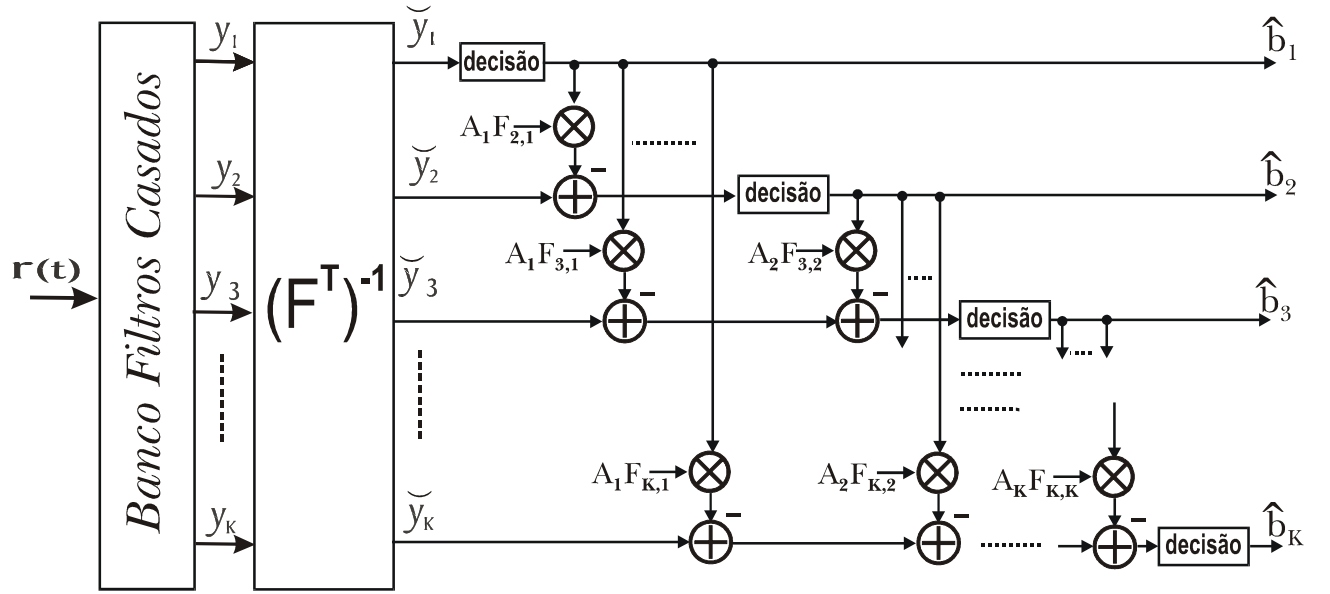 r(t)
Banco Filtros Casados
y1
y2
y3
yK
(F^T)^-1
y̆1
y̆2
y̆3
y̆K
decisão
b̂1
A1F2,1
decisão
b̂2
A1F3,1
A2F3,2
decisão
b̂3
A1FK,1
A2FK,2
AKFK,K
decisão
b̂K